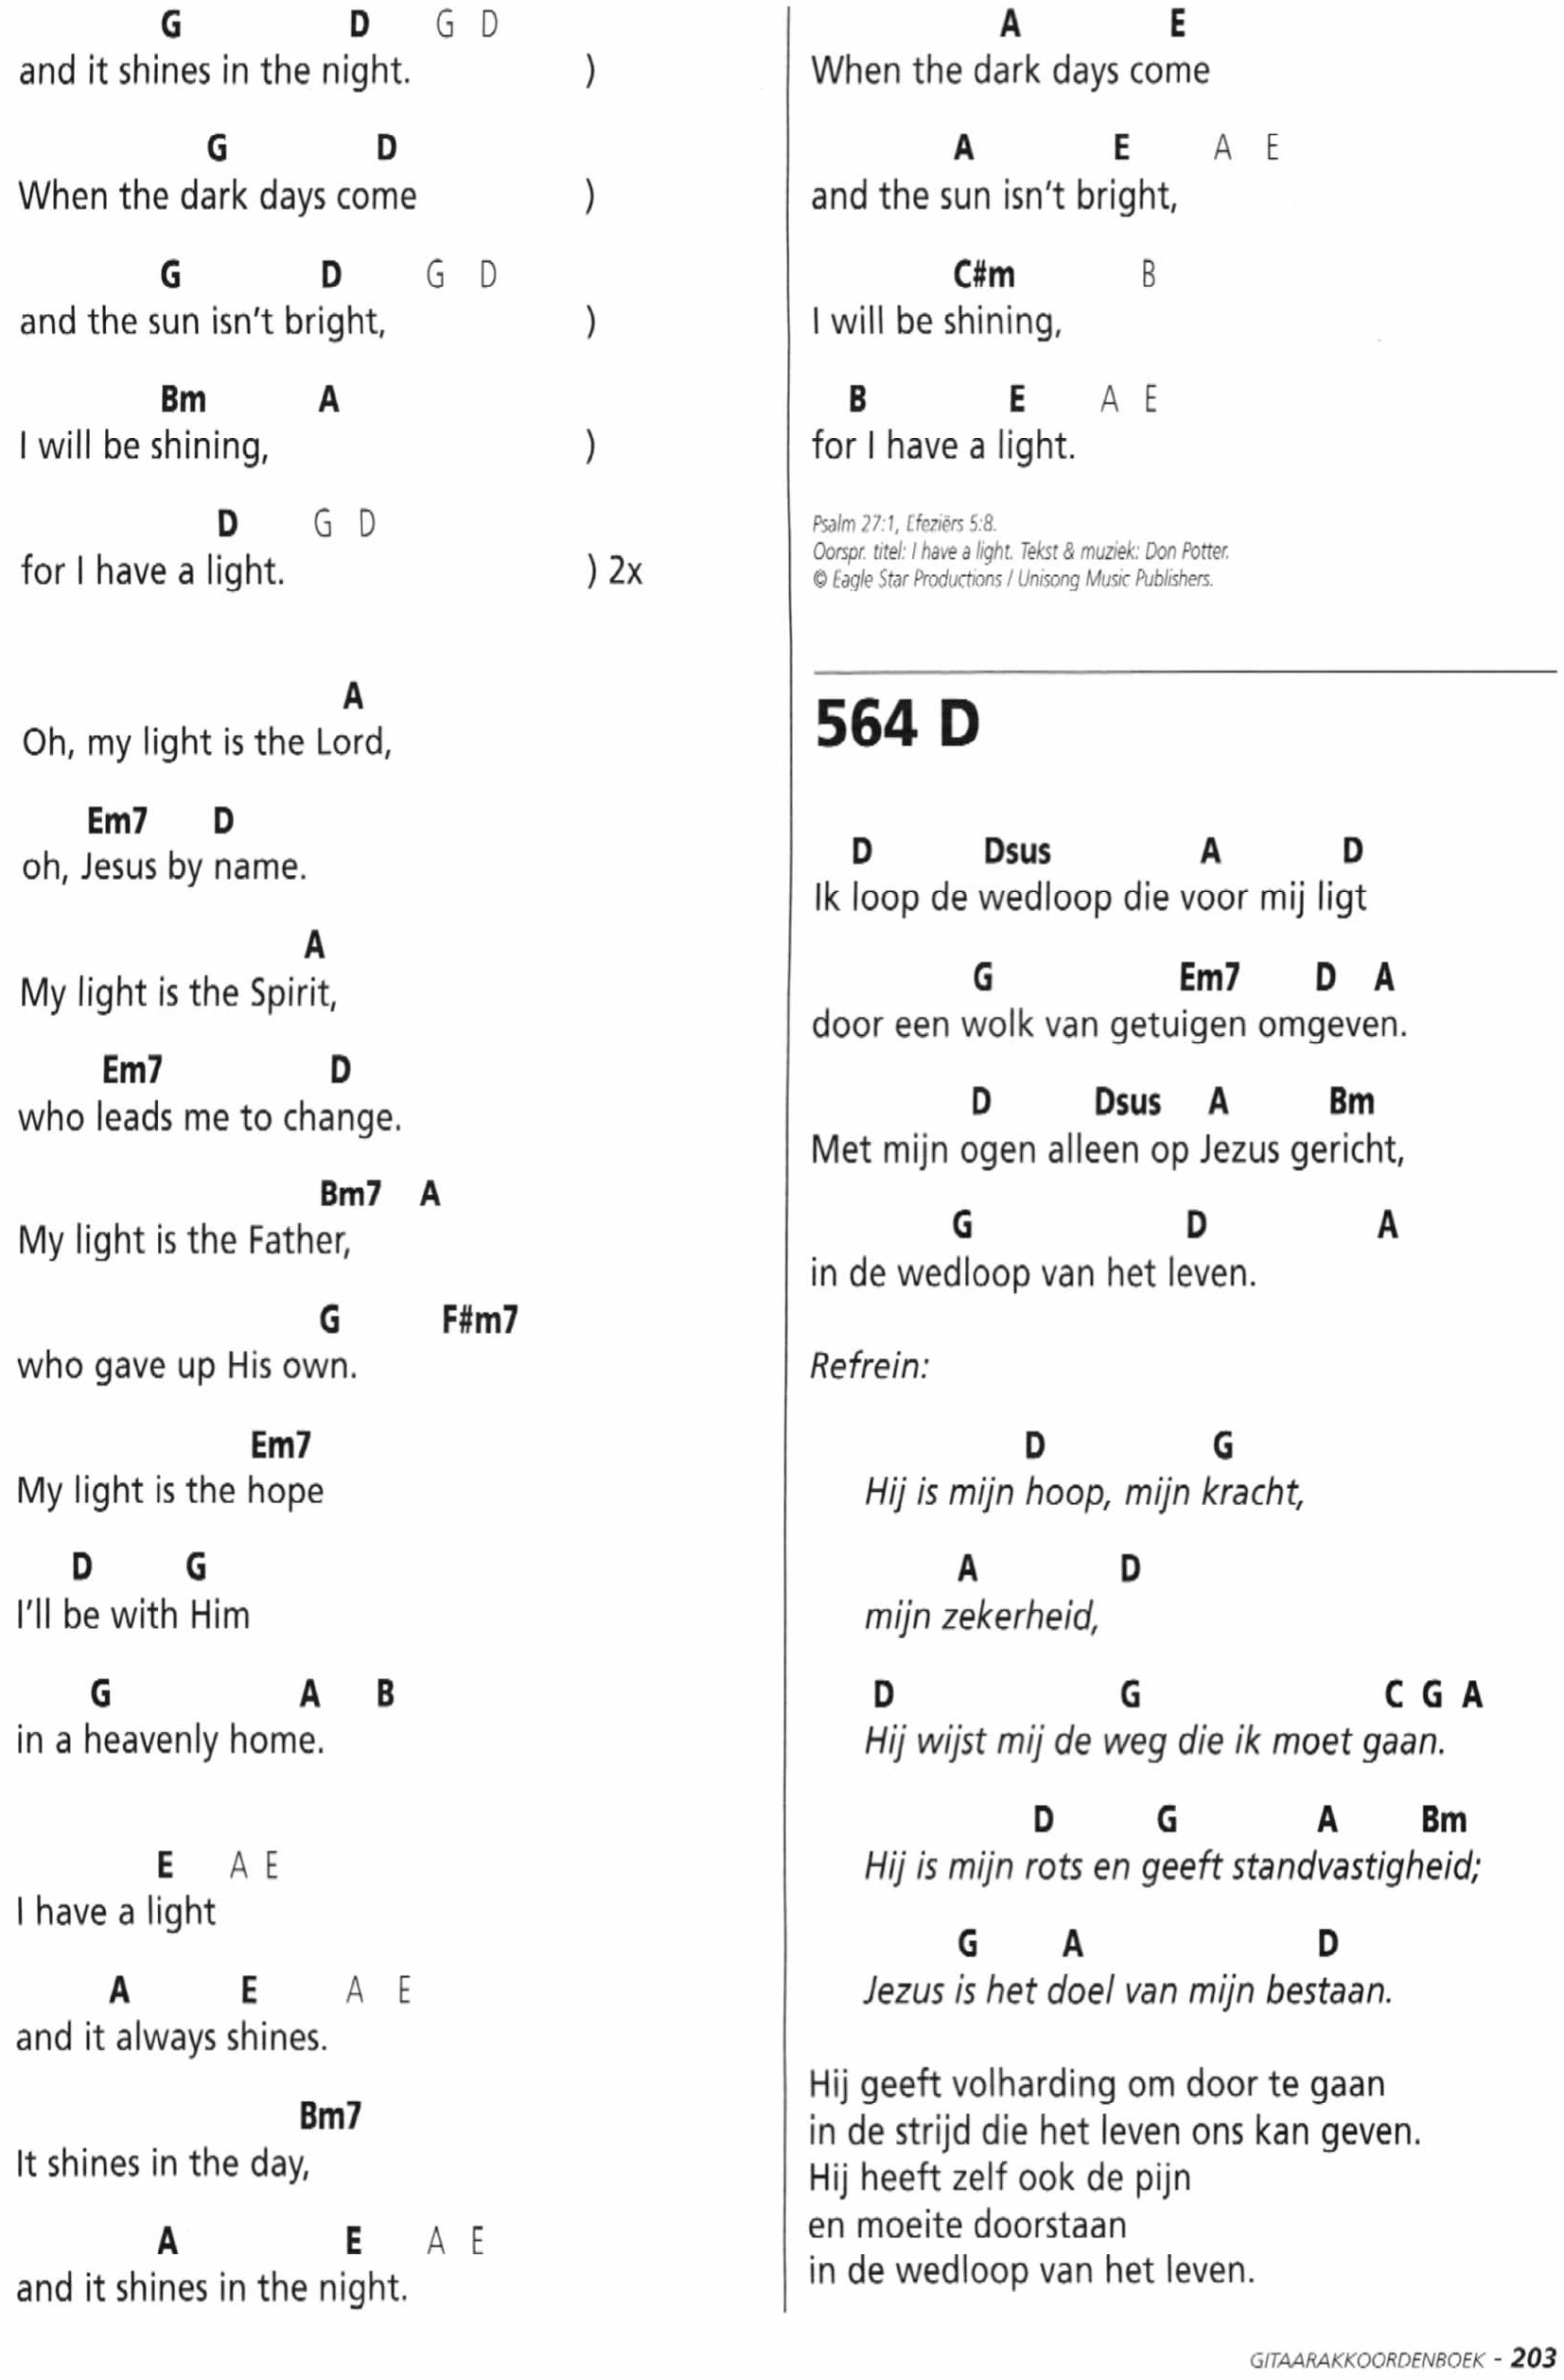 G D G D
and it shines in the night. )
G D
When the dark days come )
G D G D
and the sun isn't bright, )
Bm A
I will be shining, )
D G D
for I have a light. ) 2x
A
Oh, my light is the Lord,
Em7 D
oh, Jesus by name.
A
My light is the Spirit,
Em7 D
who leads me to change.
Bm7 A
My light is the Father,
G F#m7
who gave up His own.
Em7
My light is the hope
D G
I'll be with Him
G A B
in a heavenly home.
E A E
I have a light
A E A E
and it always shines.
Bm7
It shines in the day,
A E A E
and it shines in the night.
A E
When the dark days come
A E A E
and the sun isn't bright,
C#m B
I will be shining,
B E A E
for I have a light.
Psalm 27:1, Efeziërs 5:8.
Oorspr. titel: I have a light. Tekst & muziek: Don Potter.
© Eagle Star Productions / Unisong Music Publishers.
564 D
D Dsus A D
Ik loop de wedloop die voor mij ligt
G Em7 D A
door een wolk van getuigen omgeven.
D Dsus A Bm
Met mijn ogen alleen op Jezus gericht,
G D A
in de wedloop van het leven.
Refrein:
D G
Hij is mijn hoop, mijn kracht,
A D
mijn zekerheid,
D G C G A
Hij wijst mij de weg die ik moet gaan.
D G A Bm
Hij is mijn rots en geeft standvastigheid;
G A D
Jezus is het doel van mijn bestaan.
Hij geeft volharding om door te gaan
in de strijd die het leven ons kan geven.
Hij heeft zelf ook de pijn
en moeite doorstaan
in de wedloop van het leven.
GITAARAKKOORDENBOEK - 203